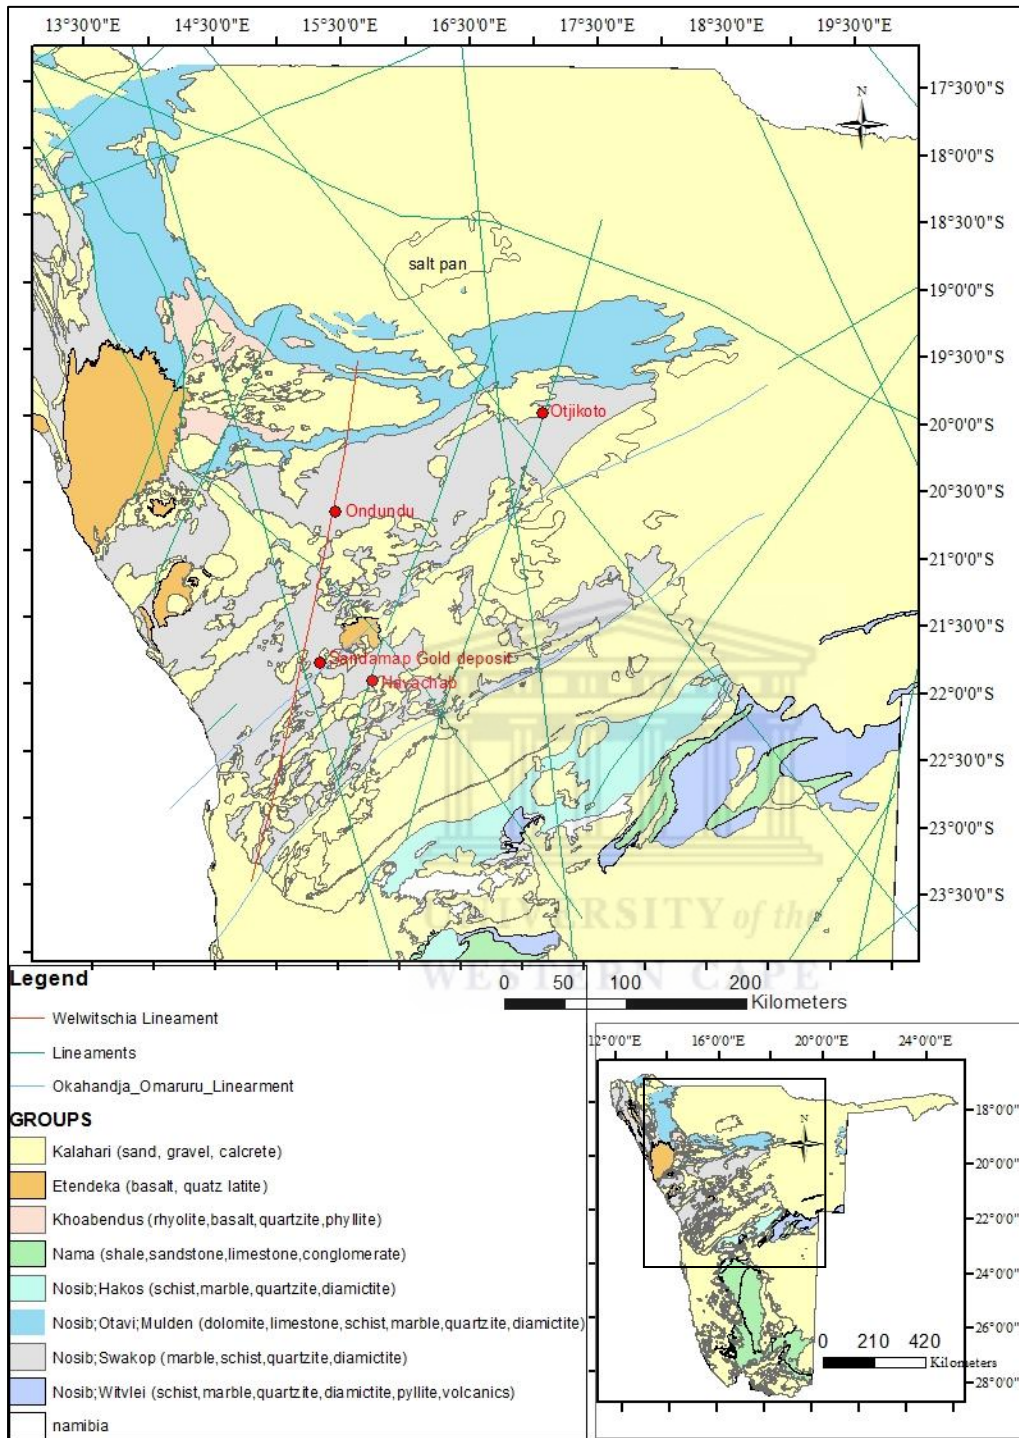 13°30'0"E 14°30'0"E 15°30'0"E 16°30'0"E 17°30'0"E 18°30'0"E 19°30'0"E
N
17°30'0"S
18°0'0"S
18°30'0"S
salt pan
19°0'0"S
19°30'0"S
Otjikoto
20°0'0"S
Ondundu
20°30'0"S
21°0'0"S
21°30'0"S
Sandamap Gold deposit
Navachab
22°0'0"S
22°30'0"S
23°0'0"S
23°30'0"S
UNIVERSITY of the
WESTERN CAPE
Legend
Welwitschia Lineament
Lineaments
Okahandja_Omaruru_Linearment
GROUPS
Kalahari (sand, gravel, calcrete)
Etendeka (basalt, quatz latite)
Khoabendus (rhyolite,basalt,quartzite,phyllite)
Nama (shale,sandstone,limestone,conglomerate)
Nosib;Hakos (schist,marble,quartzite,diamictite)
Nosib;Otavi;Mulden (dolomite,limestone,schist,marble,quartzite,diamictite)
Nosib;Swakop (marble,schist,quartzite,diamictite)
Nosib;Witvlei (schist,marble,quartzite,diamictite,pyllite,volcanics)
namibia
0 50 100 200
Kilometers
12°0'0"E 16°0'0"E 20°0'0"E 24°0'0"E
N
18°0'0"S
20°0'0"S
22°0'0"S
24°0'0"S
26°0'0"S
28°0'0"S
0 210 420
Kilometers